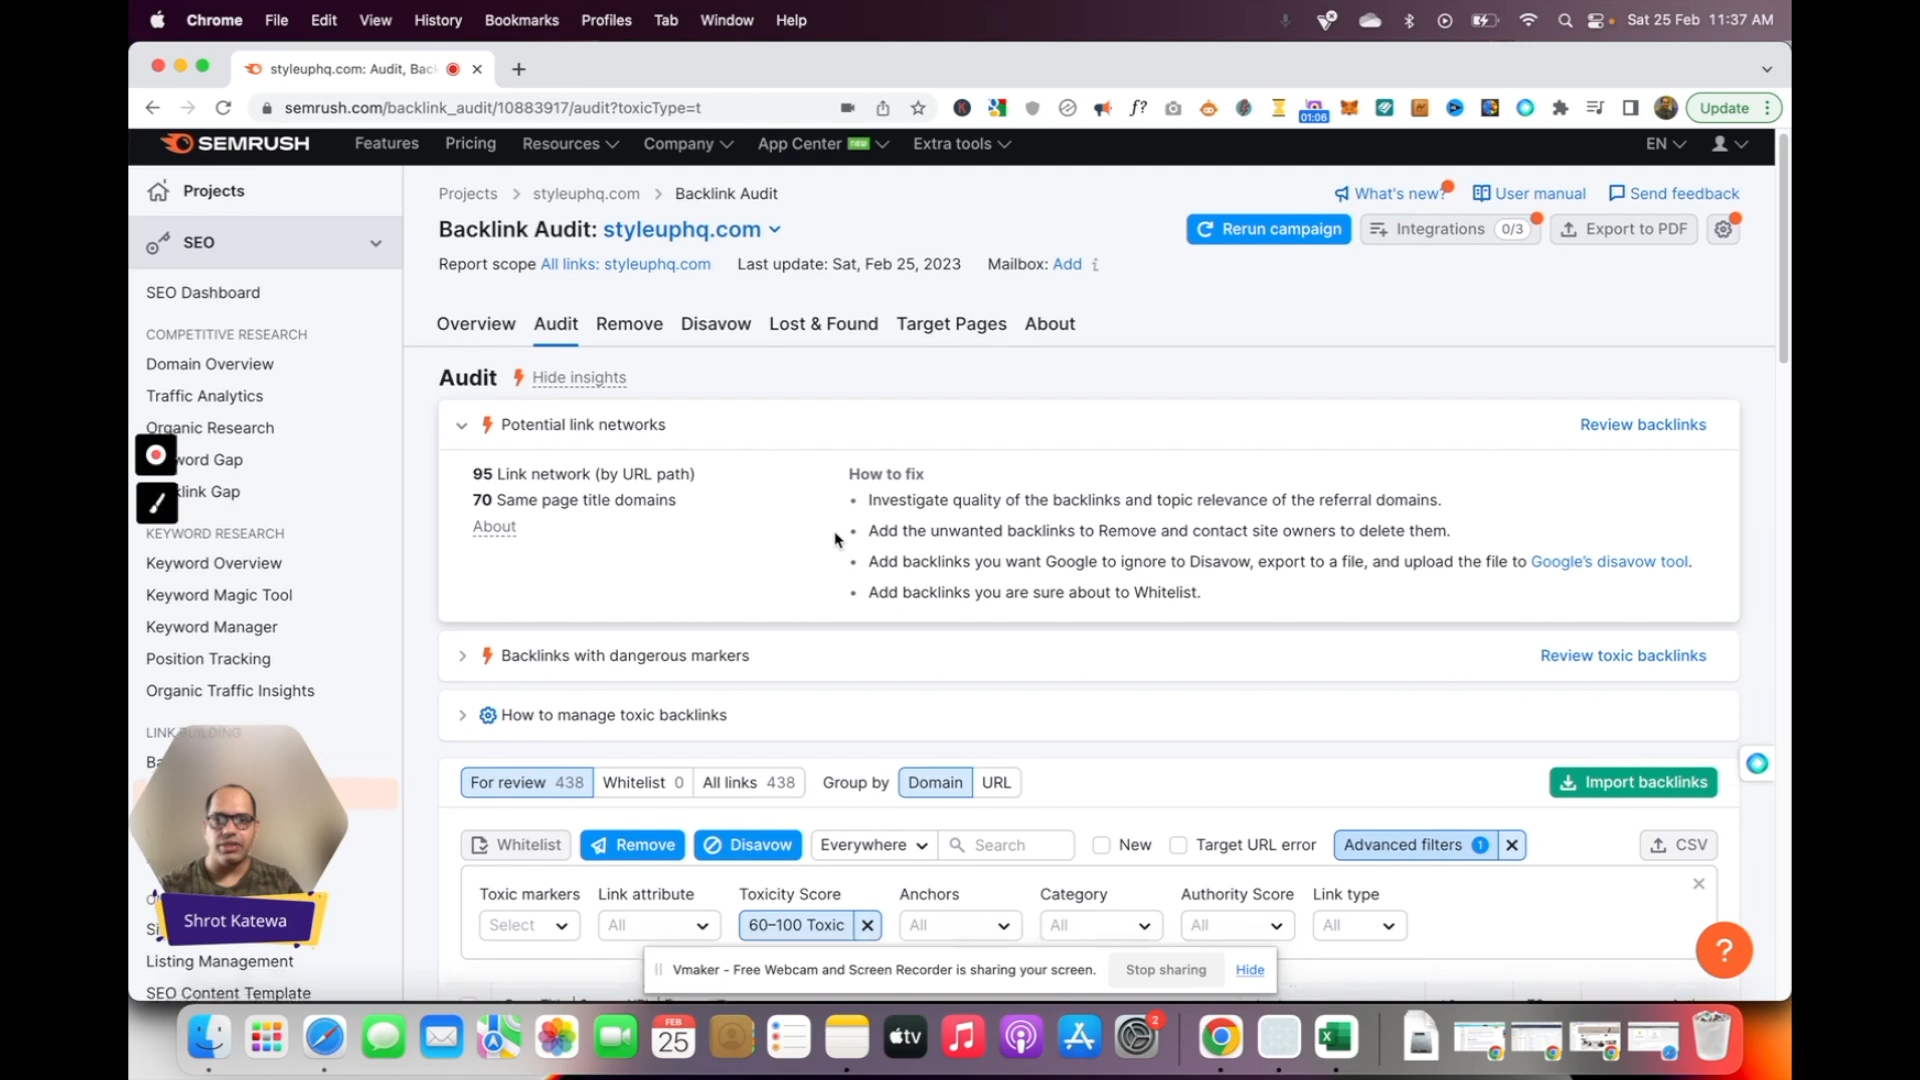 Chrome File Edit View History Bookmarks Profiles Tab Window Help Sat 25 Feb 11:37 AM
styleuphq.com: Audit, Bac
semrush.com/backlink_audit/10883917/audit?toxicType=t f? 01:06 Update
SEMRUSH Features Pricing Resources Company App Center new Extra tools EN
Projects
SEO
SEO Dashboard
COMPETITIVE RESEARCH
Domain Overview
Traffic Analytics
Organic Research
word Gap
klink Gap
KEYWORD RESEARCH
Keyword Overview
Keyword Magic Tool
Keyword Manager
Position Tracking
Organic Traffic Insights
LINK BUILDING
Ba
Si
Listing Management
SEO Content Template
Shrot Katewa
Projects > styleuphq.com > Backlink Audit What's new? User manual Send feedback
Backlink Audit: styleuphq.com Rerun campaign Integrations 0/3 Export to PDF
Report scope All links: styleuphq.com Last update: Sat, Feb 25, 2023 Mailbox: Add i
Overview Audit Remove Disavow Lost & Found Target Pages About
Audit Hide insights
Potential link networks Review backlinks
95 Link network (by URL path)
70 Same page title domains
About
How to fix
• Investigate quality of the backlinks and topic relevance of the referral domains.
• Add the unwanted backlinks to Remove and contact site owners to delete them.
• Add backlinks you want Google to ignore to Disavow, export to a file, and upload the file to Google's disavow tool.
• Add backlinks you are sure about to Whitelist.
Backlinks with dangerous markers Review toxic backlinks
How to manage toxic backlinks
For review 438 Whitelist 0 All links 438 Group by Domain URL Import backlinks
Whitelist Remove Disavow Everywhere Search New Target URL error Advanced filters 1 CSV
Toxic markers Link attribute Toxicity Score Anchors Category Authority Score Link type
Select All 60–100 Toxic All All All All
?
Vmaker - Free Webcam and Screen Recorder is sharing your screen. Stop sharing Hide
FEB
25
tv
2